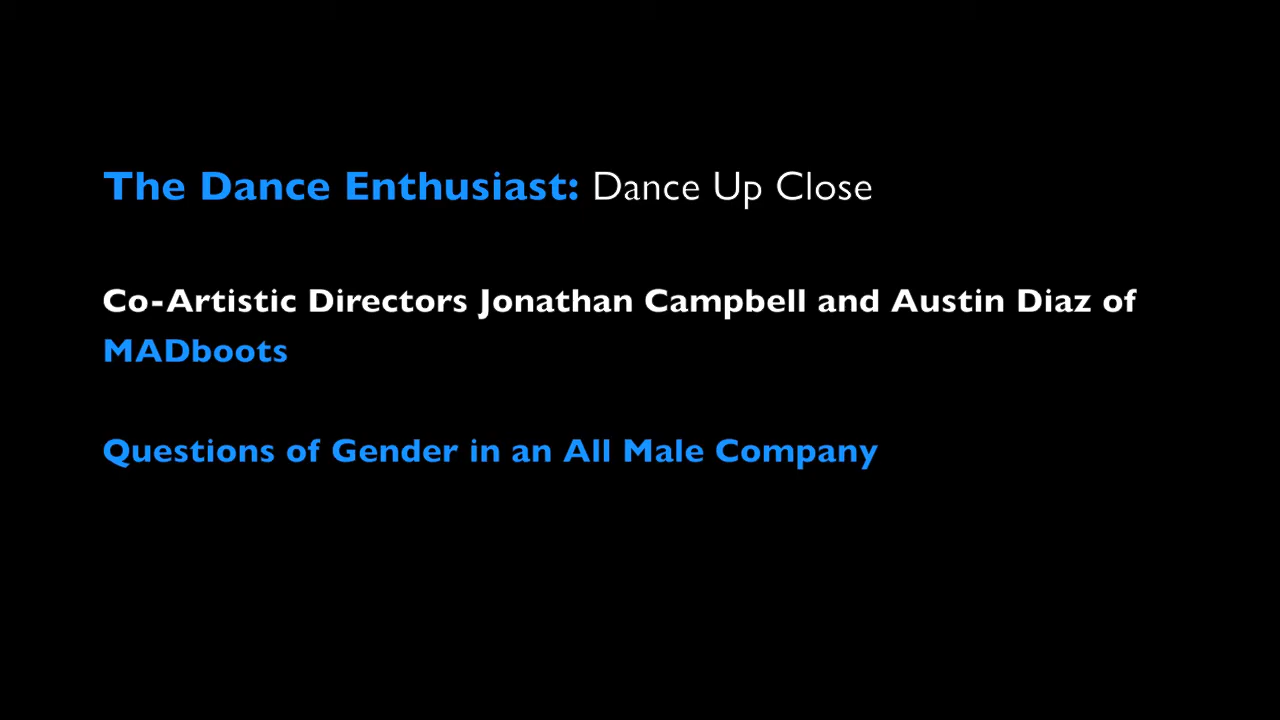 The Dance Enthusiast: Dance Up Close
Co-Artistic Directors Jonathan Campbell and Austin Diaz of
MADboots
Questions of Gender in an All Male Company